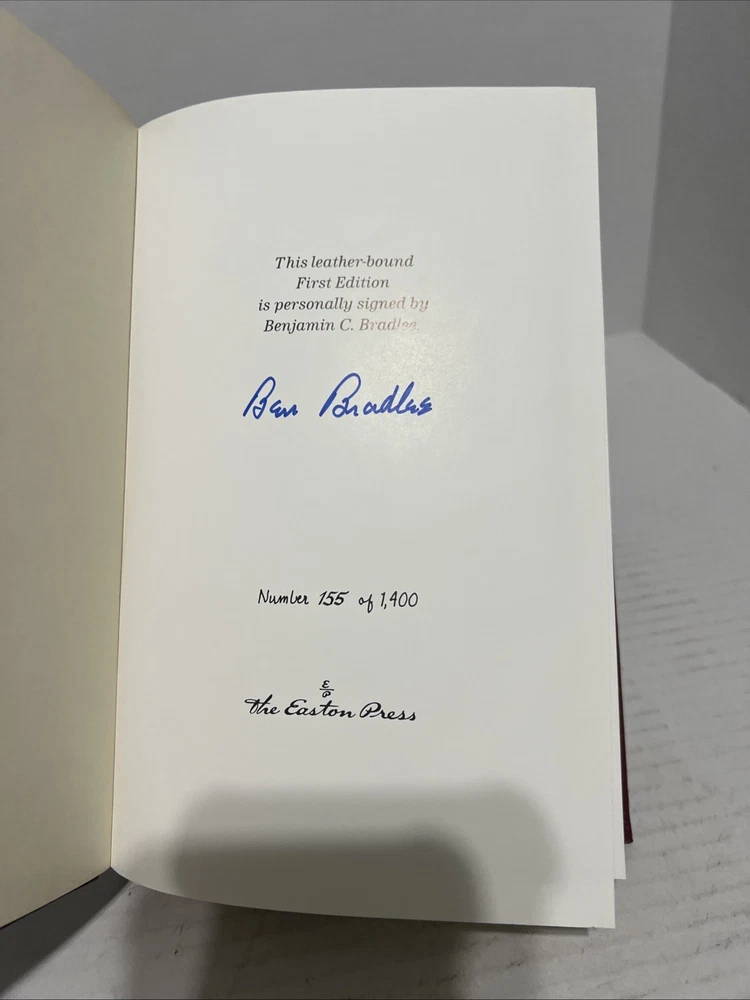 This leather-bound
First Edition
is personally signed by
Benjamin C. Bradlee.
Ben Bradlee
Number 155 of 1,400
E
P
the Easton Press